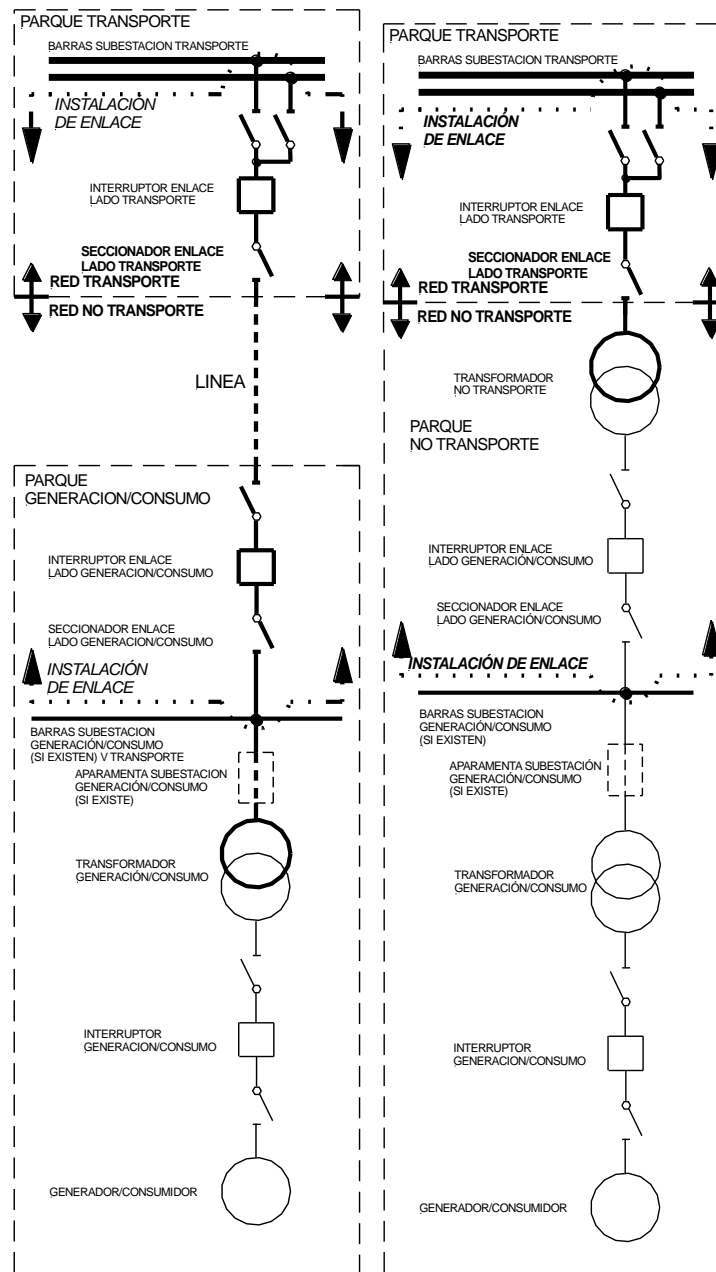 PARQUE TRANSPORTE
BARRAS SUBESTACION TRANSPORTE
INSTALACIÓN
DE ENLACE
INTERRUPTOR ENLACE
LADO TRANSPORTE
SECCIONADOR ENLACE
LADO TRANSPORTE
RED TRANSPORTE
RED NO TRANSPORTE
LINEA
PARQUE
GENERACION/CONSUMO
INTERRUPTOR ENLACE
LADO GENERACION/CONSUMO
SECCIONADOR ENLACE
LADO GENERACIÓN/CONSUMO
INSTALACIÓN
DE ENLACE
BARRAS SUBESTACION
GENERACIÓN/CONSUMO
(SI EXISTEN) V TRANSPORTE
APARAMENTA SUBESTACION
GENERACIÓN/CONSUMO
(SI EXISTE)
TRANSFORMADOR
GENERACIÓN/CONSUMO
INTERRUPTOR
GENERACION/CONSUMO
GENERADOR/CONSUMIDOR
PARQUE TRANSPORTE
BARRAS SUBESTACION TRANSPORTE
INSTALACIÓN
DE ENLACE
INTERRUPTOR ENLACE
LADO TRANSPORTE
SECCIONADOR ENLACE
LADO TRANSPORTE
RED TRANSPORTE
RED NO TRANSPORTE
TRANSFORMADOR
NO TRANSPORTE
PARQUE
NO TRANSPORTE
INTERRUPTOR ENLACE
LADO GENERACIÓN/CONSUMO
SECCIONADOR ENLACE
LADO GENERACIÓN/CONSUMO
INSTALACIÓN DE ENLACE
BARRAS SUBESTACION
GENERACIÓN/CONSUMO
(SI EXISTEN)
APARAMENTA SUBESTACIÓN
GENERACIÓN/CONSUMO
(SI EXISTE)
TRANSFORMADOR
GENERACIÓN/CONSUMO
INTERRUPTOR
GENERACION/CONSUMO
GENERADOR/CONSUMIDOR